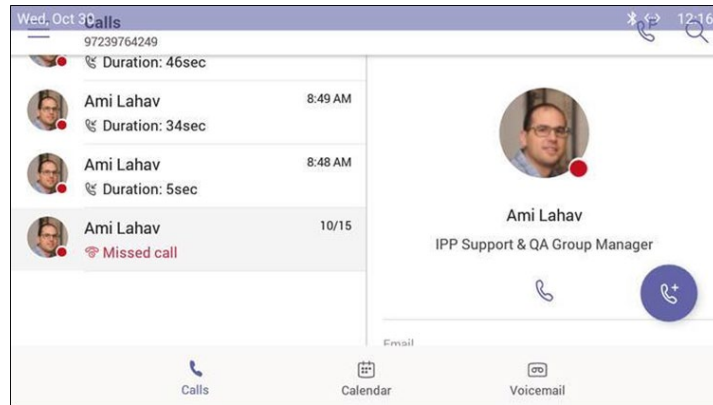 Wed, Oct 30
12:16
Calls
97239764249
Duration: 46sec
Ami Lahav
8:49 AM
Duration: 34sec
Ami Lahav
8:48 AM
Duration: 5sec
Ami Lahav
10/15
Missed call
Ami Lahav
IPP Support & QA Group Manager
Email
Calls
Calendar
Voicemail